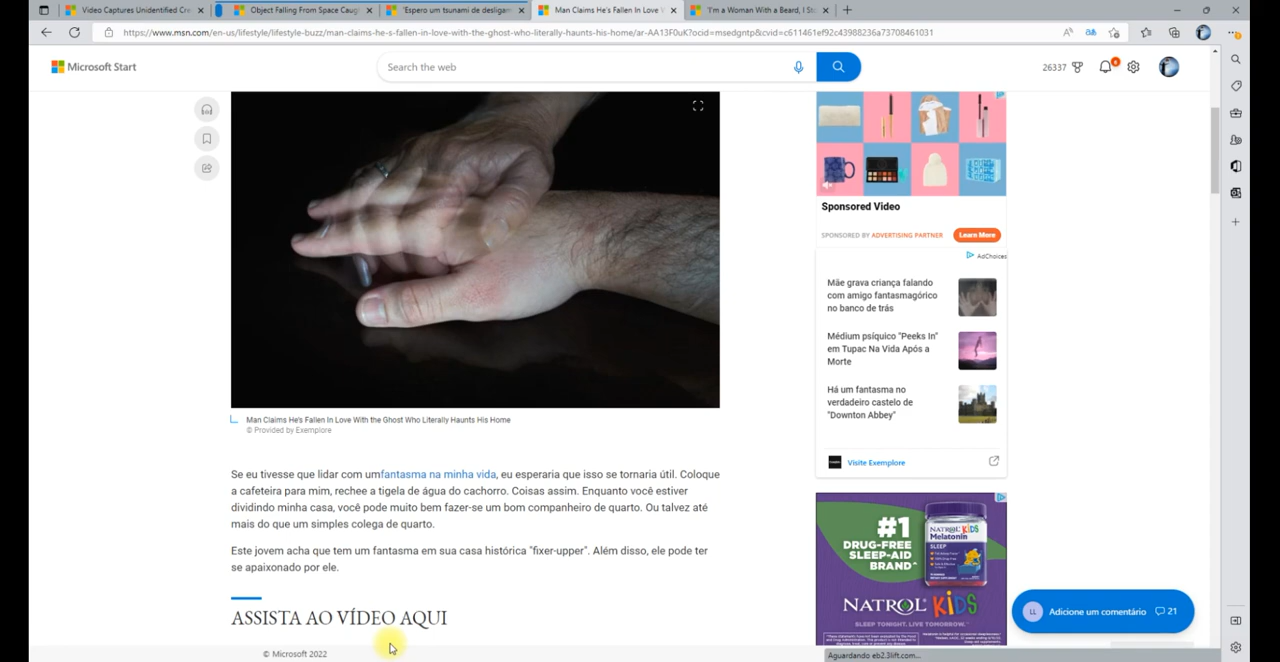 Video Captures Unidentified Cre
Object Falling From Space Caug
"Espero um tsunami de desligam
Man Claims He's Fallen In Love W
'I'm a Woman With a Beard, I Sto
https://www.msn.com/en-us/lifestyle/lifestyle-buzz/man-claims-he-s-fallen-in-love-with-the-ghost-who-literally-haunts-his-home/ar-AA13F0uK?ocid=msedgntp&cvid=c611461ef92c43988236a73708461031
Microsoft Start
Search the web
26337
6
Man Claims He's Fallen In Love With the Ghost Who Literally Haunts His Home
© Provided by Exemplore
Se eu tivesse que lidar com umfantasma na minha vida, eu esperaria que isso se tornaria útil. Coloque
a cafeteira para mim, rechee a tigela de água do cachorro. Coisas assim. Enquanto você estiver
dividindo minha casa, você pode muito bem fazer-se um bom companheiro de quarto. Ou talvez até
mais do que um simples colega de quarto.
Este jovem acha que tem um fantasma em sua casa histórica "fixer-upper". Além disso, ele pode ter
se apaixonado por ele.
ASSISTA AO VÍDEO AQUI
© Microsoft 2022
Sponsored Video
SPONSORED BY ADVERTISING PARTNER
Learn More
AdChoices
Mãe grava criança falando
com amigo fantasmagórico
no banco de trás
Médium psíquico "Peeks In"
em Tupac Na Vida Após a
Morte
Há um fantasma no
verdadeiro castelo de
"Downton Abbey"
Visite Exemplore
#1
DRUG-FREE
SLEEP-AID
BRAND^
NATROL KIDS
Melatonin
SLEEP
NATROL KiDS
SLEEP TONIGHT. LIVE TOMORROW.
LL
Adicione um comentário
21
Aguardando eb2.3lift.com...